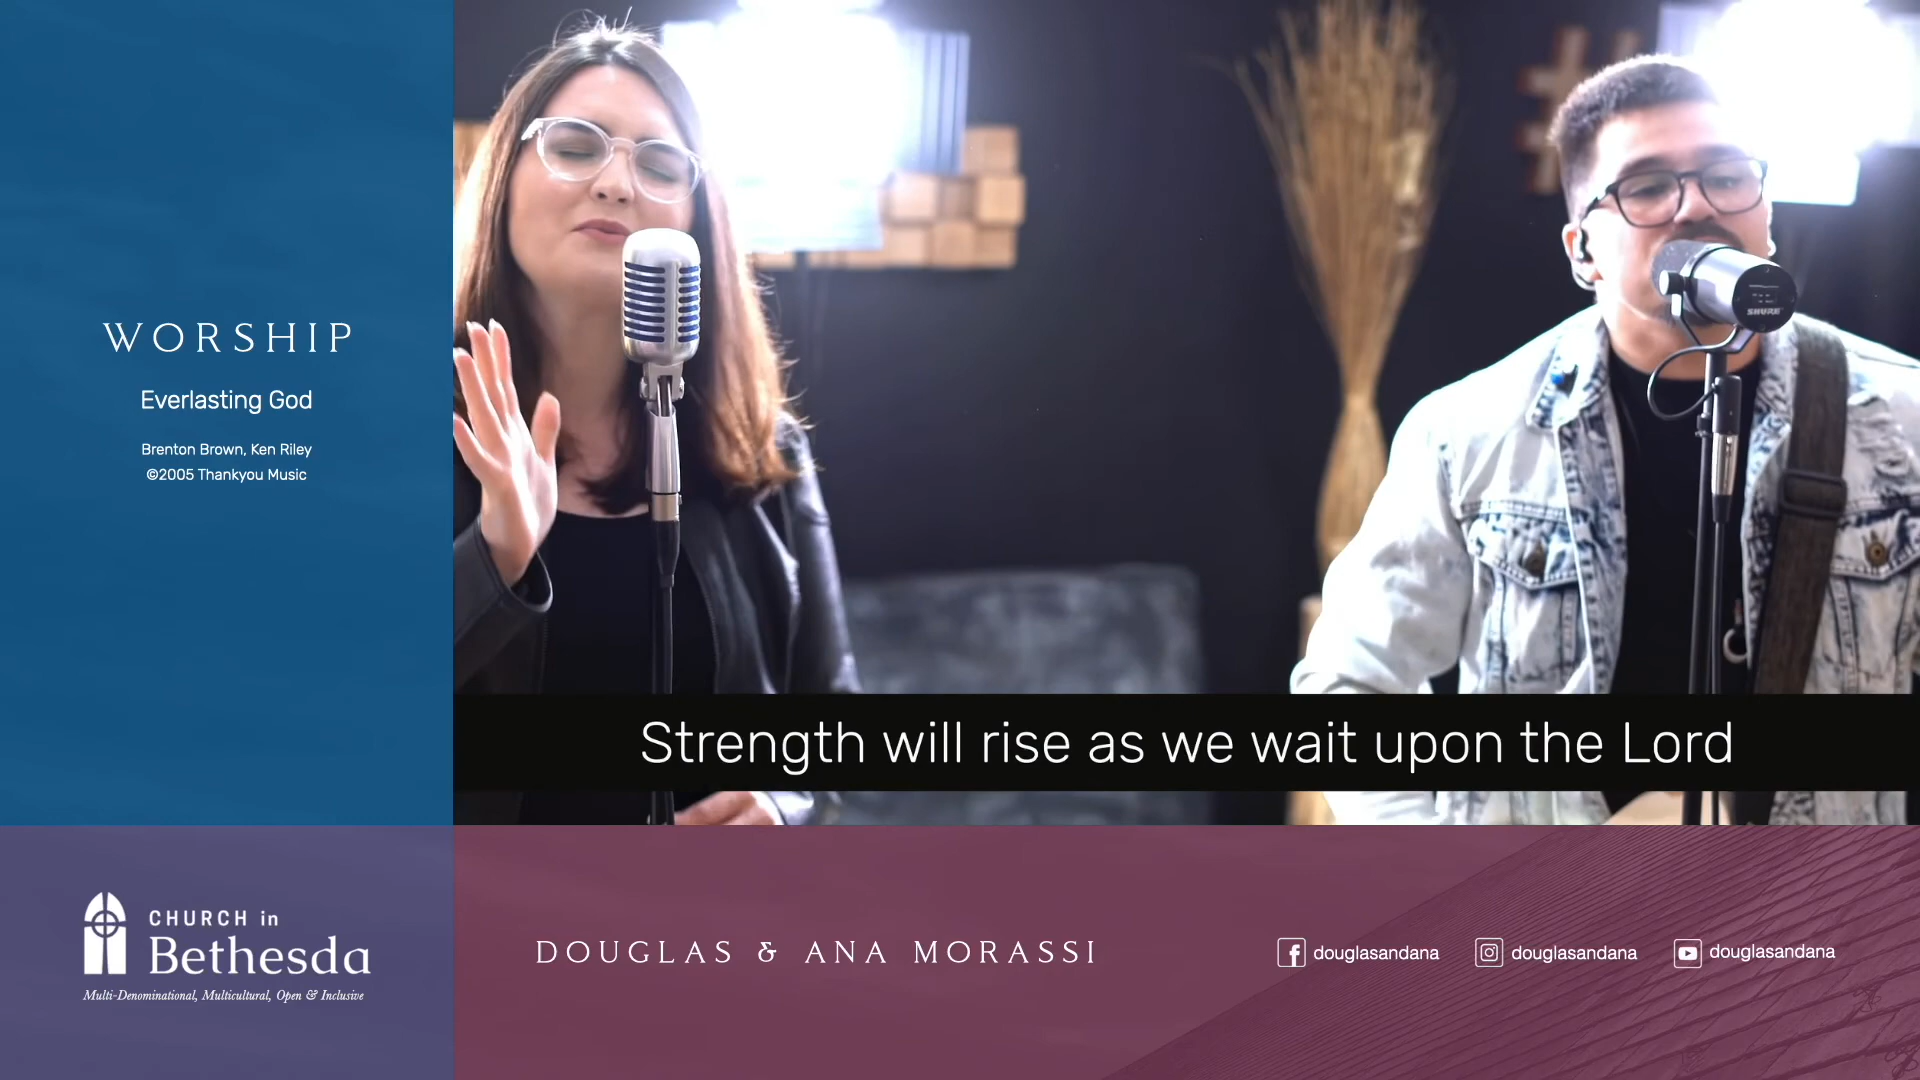 WORSHIP
Everlasting God
Brenton Brown, Ken Riley
©2005 Thankyou Music
SHURE
Strength will rise as we wait upon the Lord
CHURCH in
Bethesda
Multi-Denominational, Multicultural, Open & Inclusive
DOUGLAS & ANA MORASSI
douglasandana
douglasandana
douglasandana